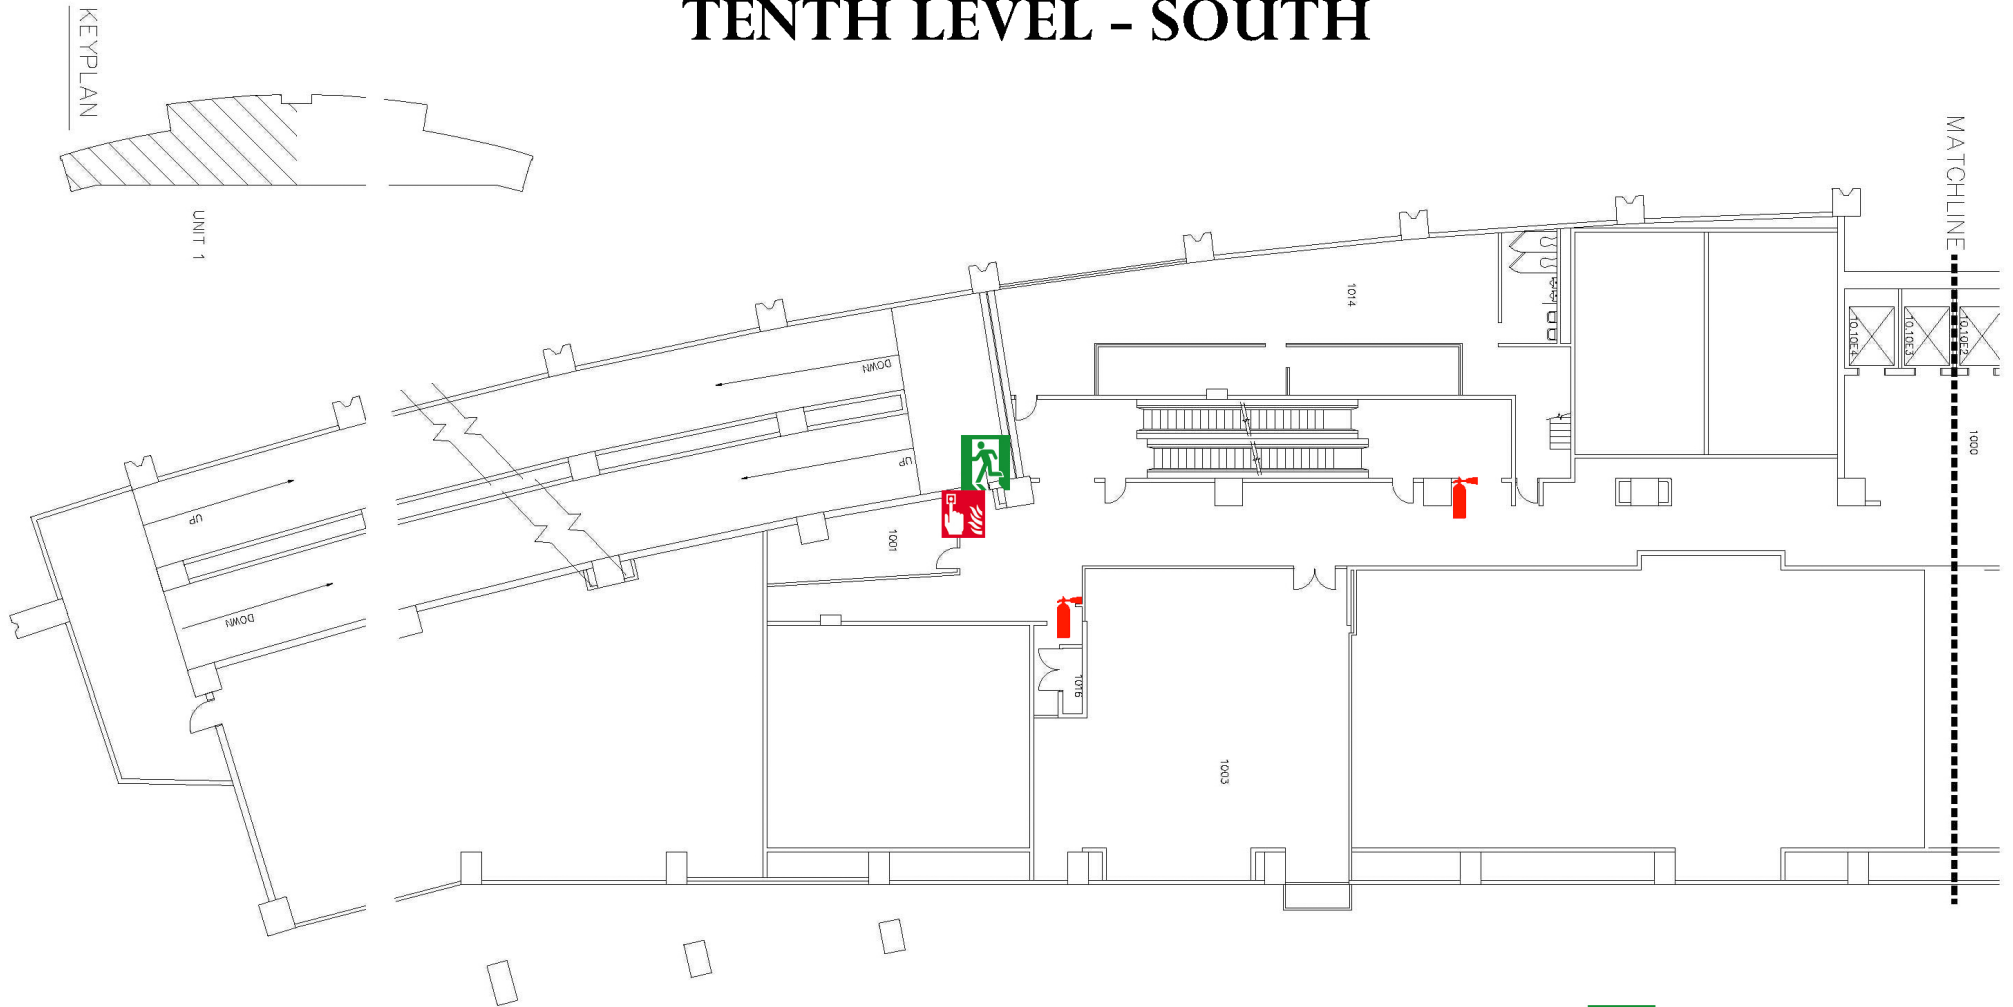 TENTH LEVEL - SOUTH
KEYPLAN
UNIT 1
MATCHLINE
1014
10.10E4
10.10E3
10.10E2
1000
DOWN
UP
UP
DOWN
1001
1016
1003